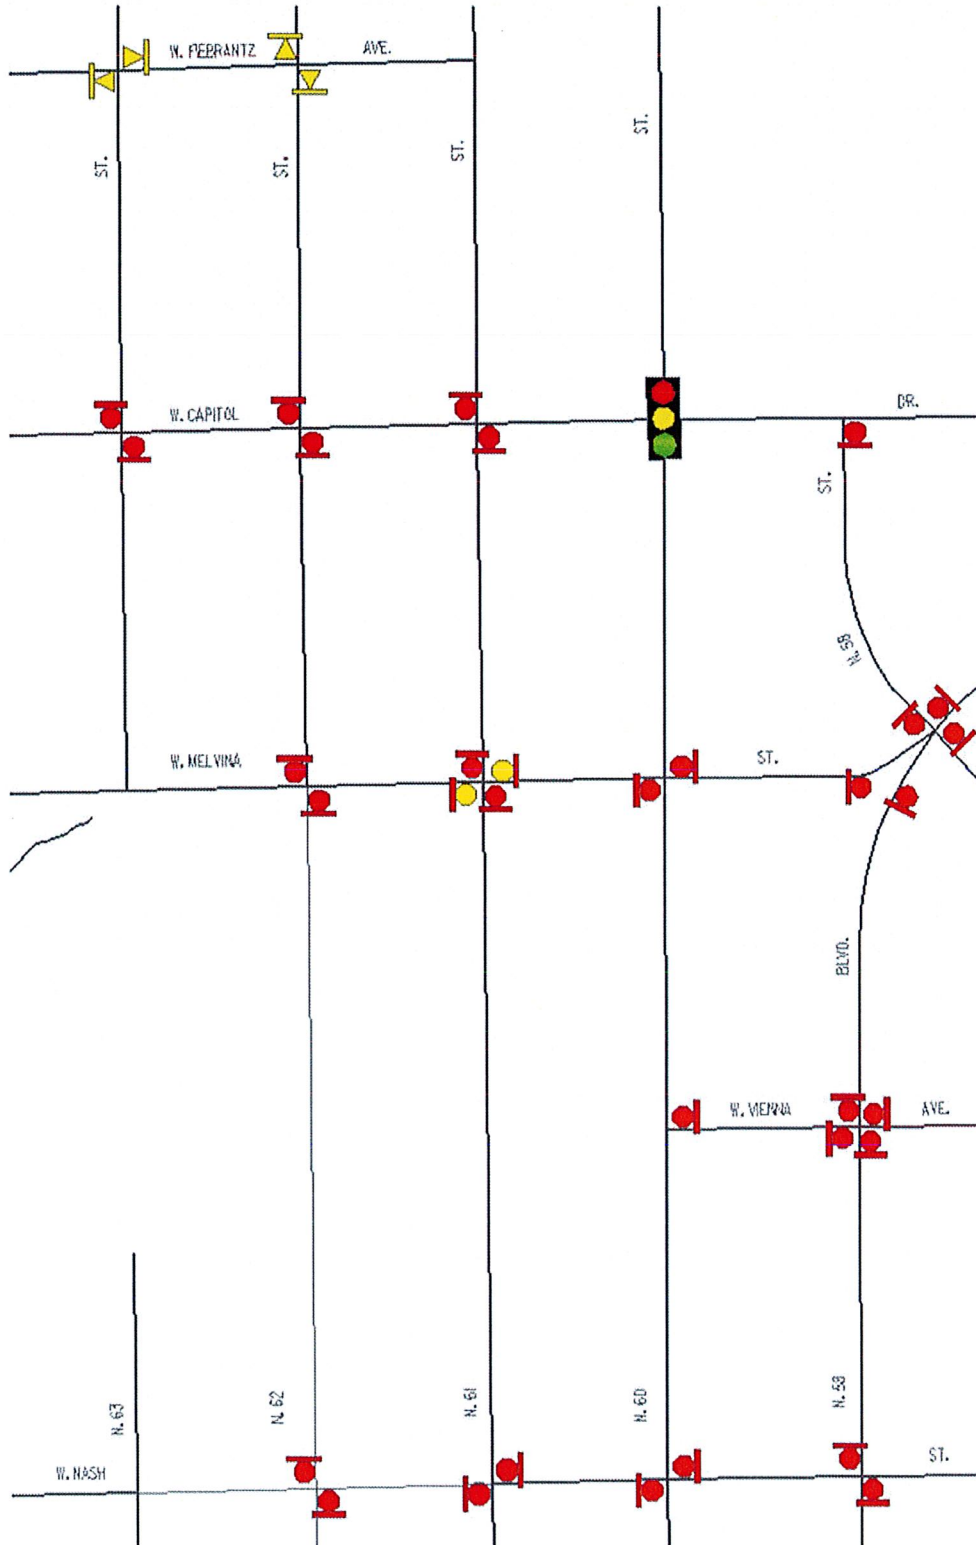 W. FIEBRANTZ AVE.
ST.
ST.
ST.
ST.
W. CAPITOL DR.
ST.
N. 58
W. MELVINA ST.
BLVD.
W. VIENNA AVE.
N. 63
N. 62
N. 61
N. 60
N. 58
W. NASH ST.